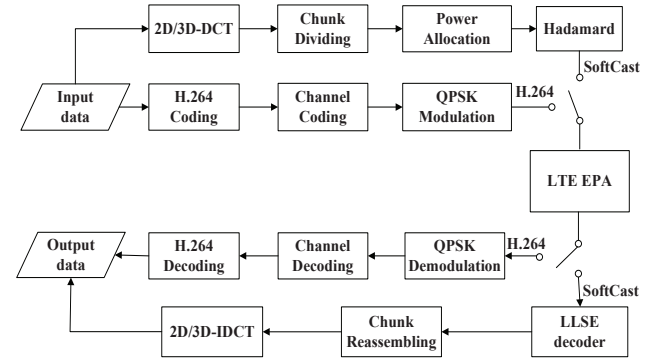 2D/3D-DCT
Chunk
Dividing
Power
Allocation
Hadamard
SoftCast
Input
data
H.264
Coding
Channel
Coding
QPSK
Modulation
H.264
LTE EPA
Output
data
H.264
Decoding
Channel
Decoding
QPSK
Demodulation
H.264
SoftCast
2D/3D-IDCT
Chunk
Reassembling
LLSE
decoder